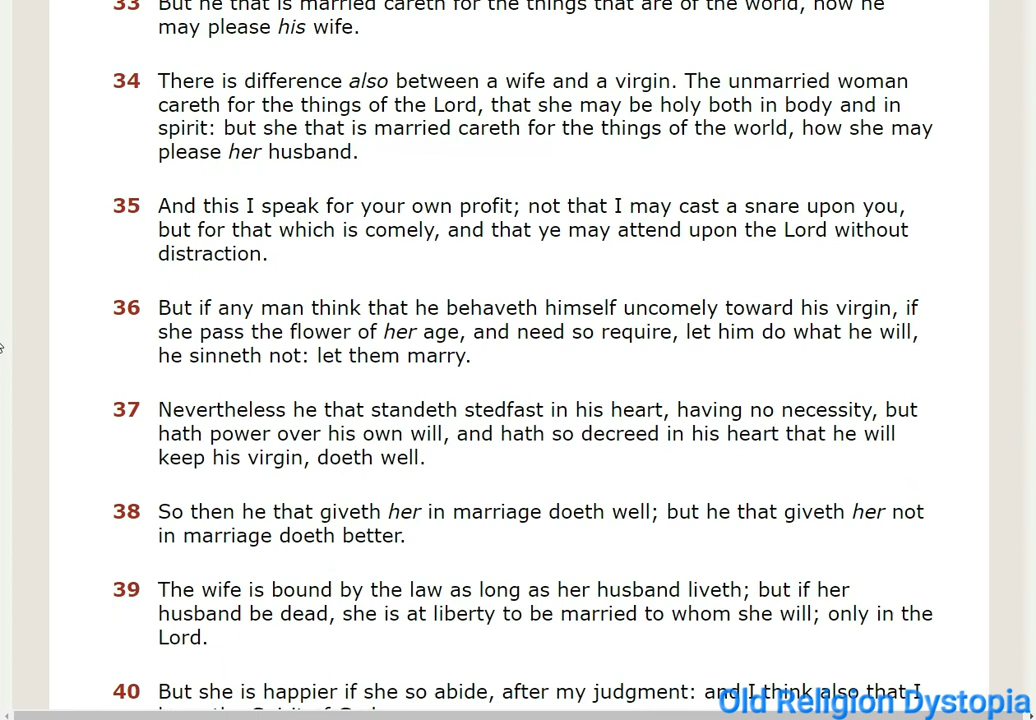 33 But he that is married careth for the things that are of the world, how he
may please his wife.
34 There is difference also between a wife and a virgin. The unmarried woman
careth for the things of the Lord, that she may be holy both in body and in
spirit: but she that is married careth for the things of the world, how she may
please her husband.
35 And this I speak for your own profit; not that I may cast a snare upon you,
but for that which is comely, and that ye may attend upon the Lord without
distraction.
36 But if any man think that he behaveth himself uncomely toward his virgin, if
she pass the flower of her age, and need so require, let him do what he will,
he sinneth not: let them marry.
37 Nevertheless he that standeth stedfast in his heart, having no necessity, but
hath power over his own will, and hath so decreed in his heart that he will
keep his virgin, doeth well.
38 So then he that giveth her in marriage doeth well; but he that giveth her not
in marriage doeth better.
39 The wife is bound by the law as long as her husband liveth; but if her
husband be dead, she is at liberty to be married to whom she will; only in the
Lord.
40 But she is happier if she so abide, after my judgment: and I think also that I
Old Religion Dystopia